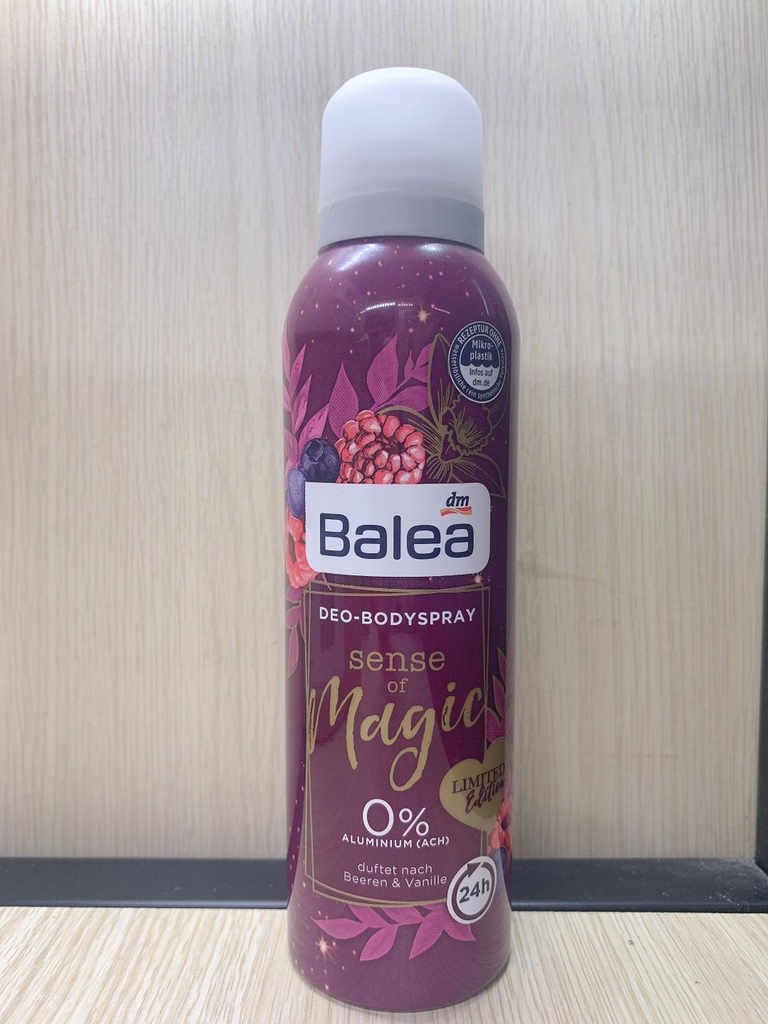 REZEPTUR OHNE
Mikro-
plastik
Infos auf
dm.de
dm
Balea
DEO-BODYSPRAY
sense
of
Magic
LIMITED
Edition
0%
ALUMINIUM (ACH)
duftet nach
Beeren & Vanille
24h